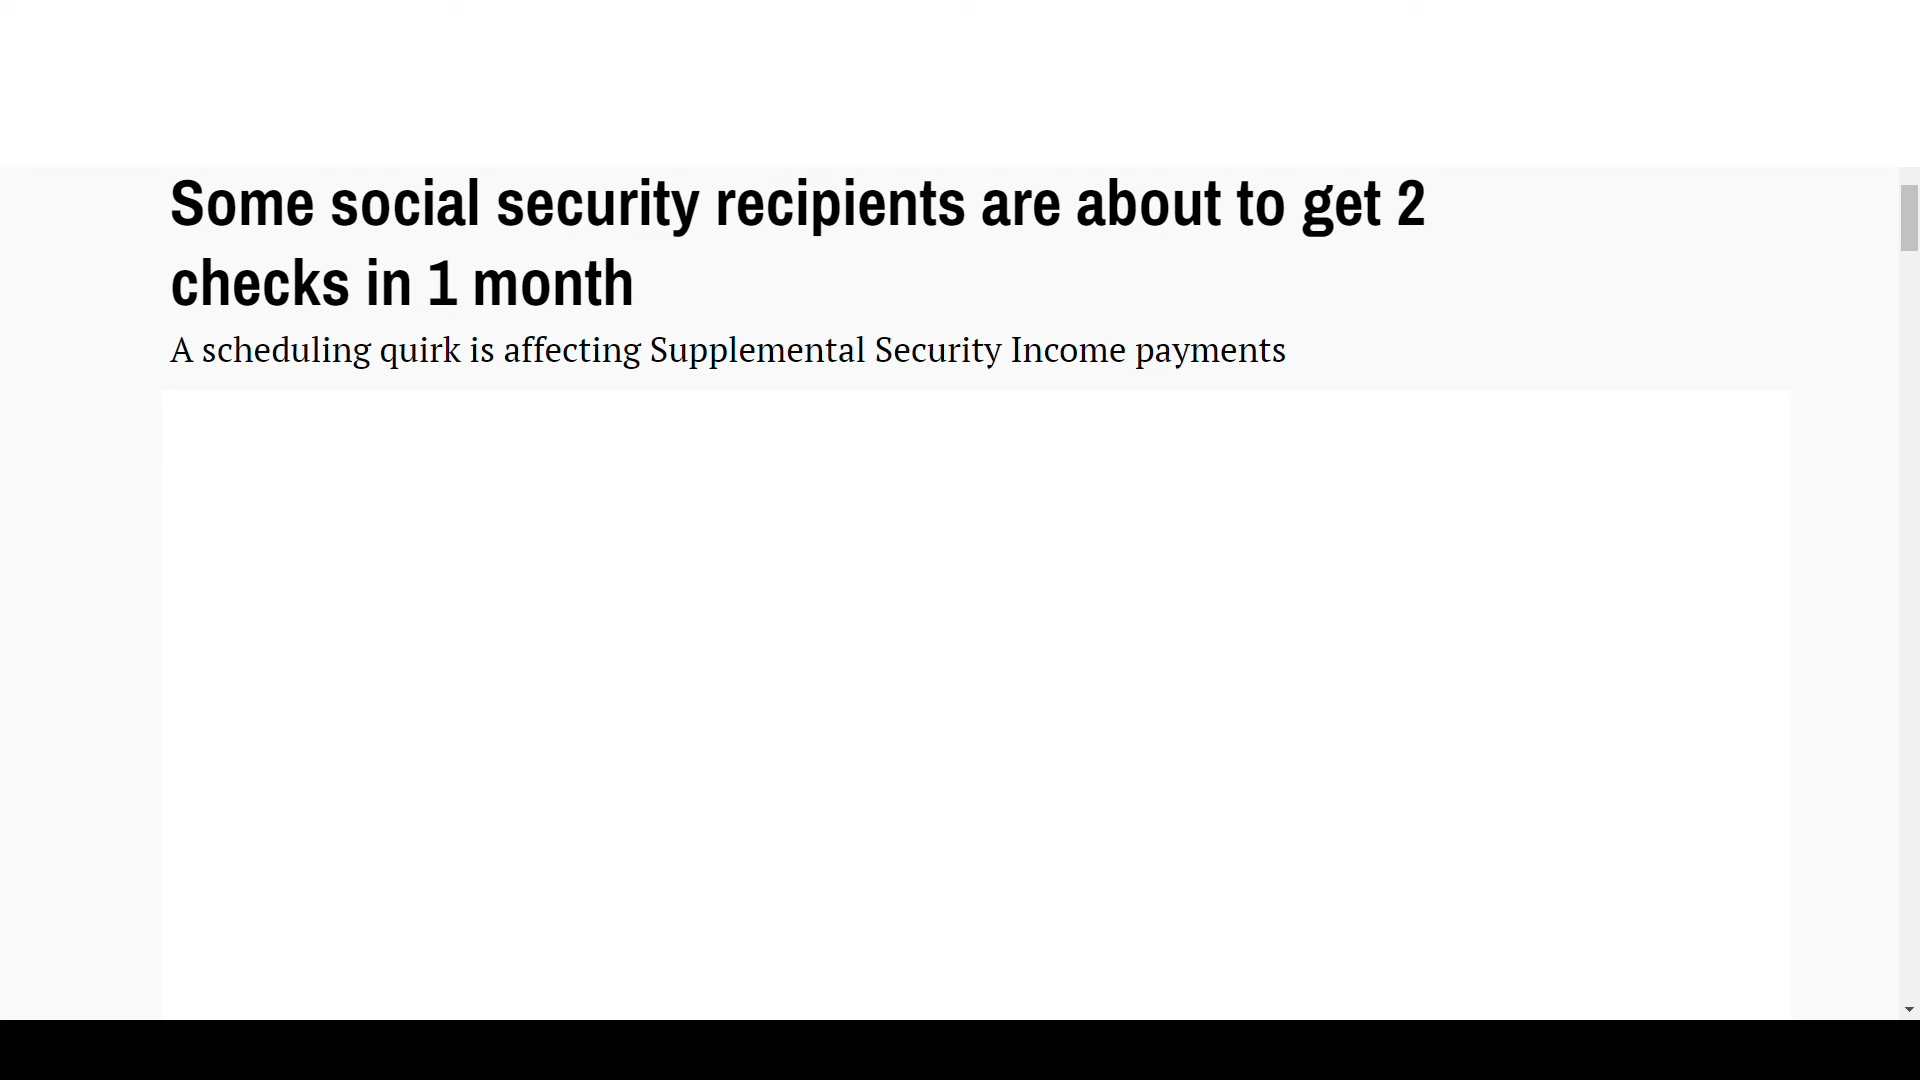 Some social security recipients are about to get 2
checks in 1 month
A scheduling quirk is affecting Supplemental Security Income payments